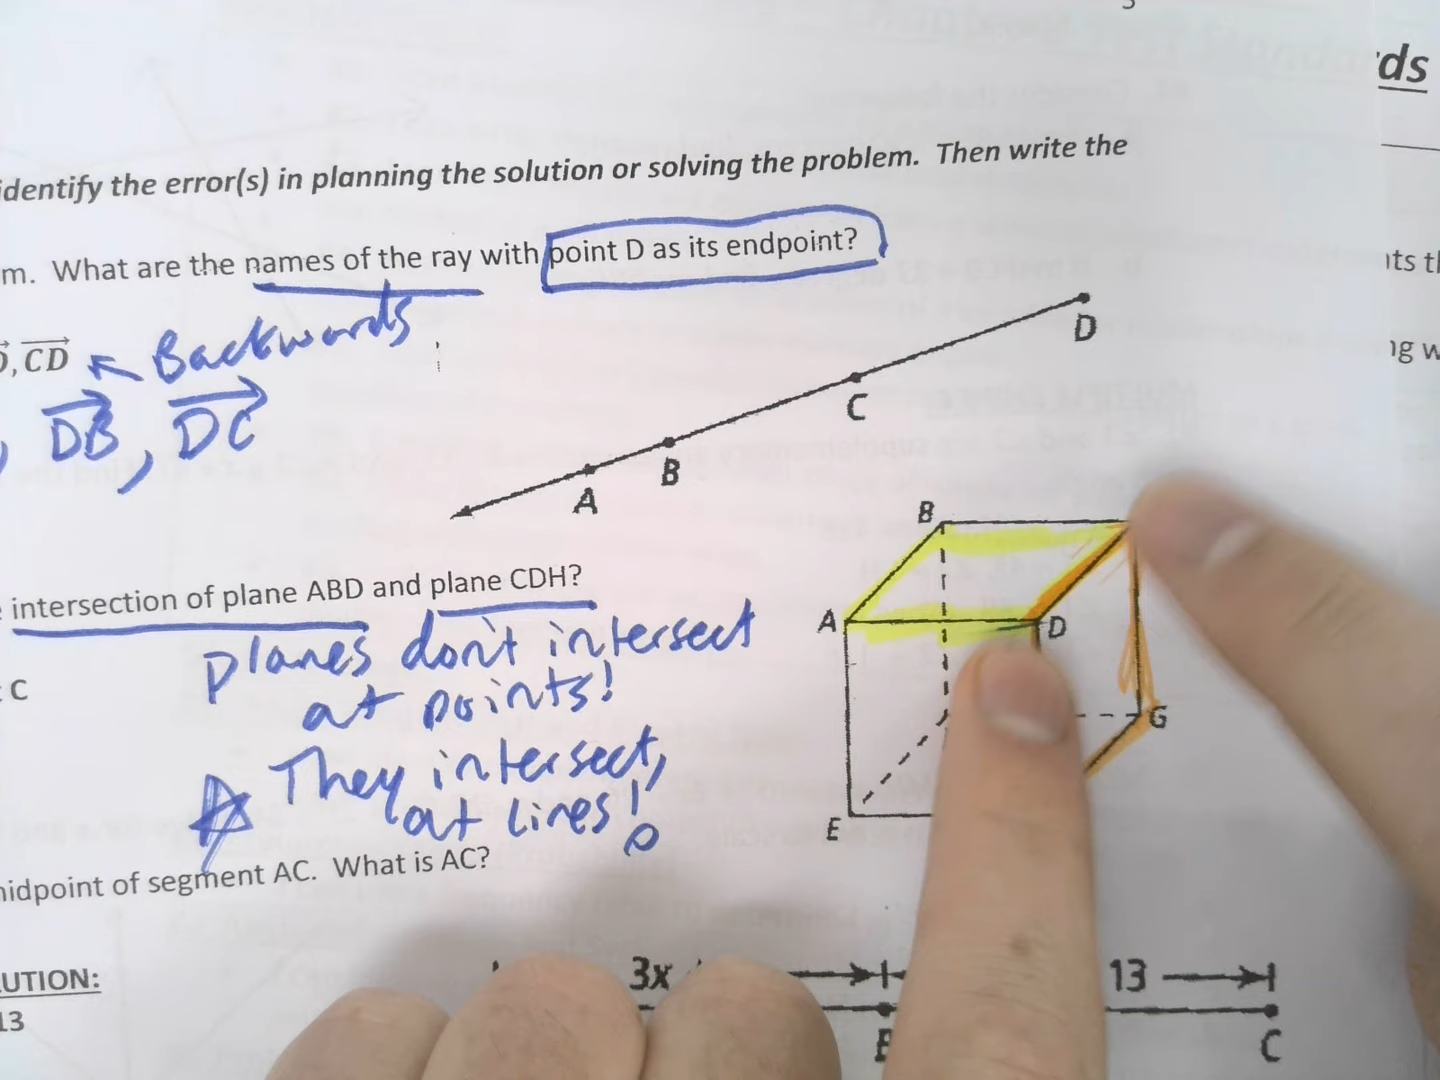 ds
identify the error(s) in planning the solution or solving the problem. Then write the
m. What are the names of the ray with point D as its endpoint?
CD Backwards
DB, DC
D
C
B
A
intersection of plane ABD and plane CDH?
C
planes don't intersect
at points!
They intersect,
at lines!
B
A
D
G
E
midpoint of segment AC. What is AC?
UTION:
13
3x
13
C